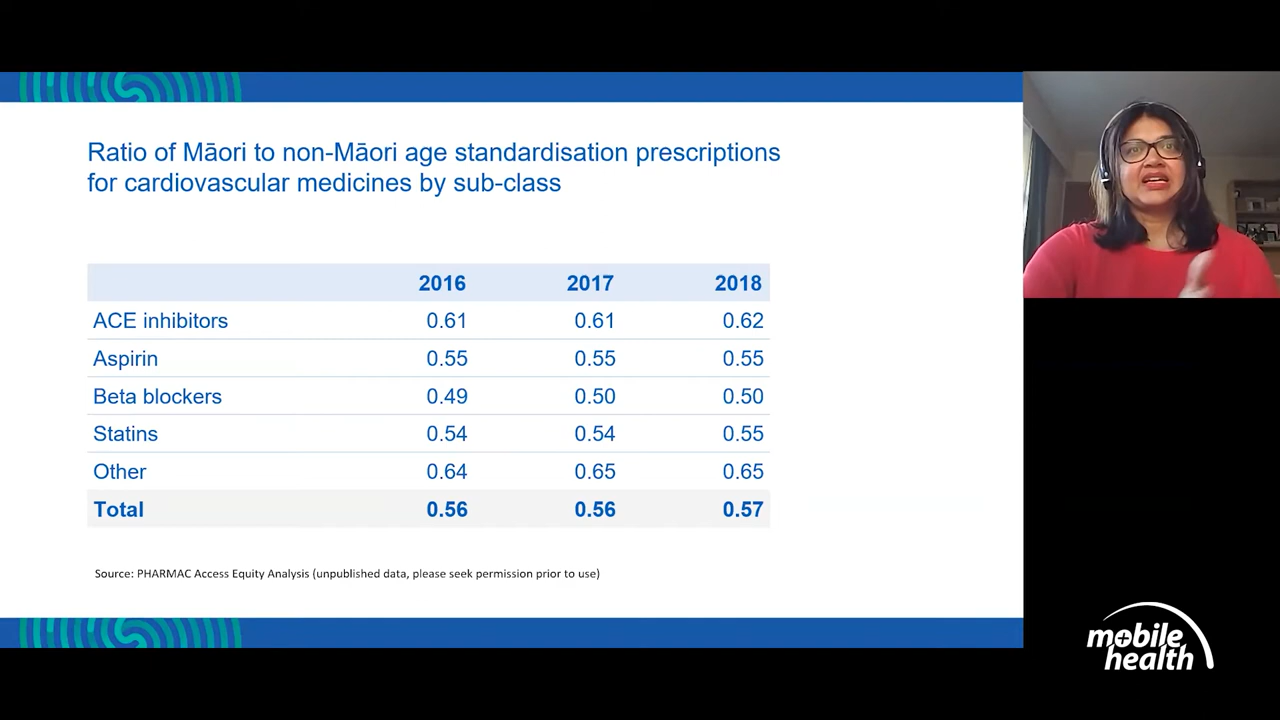 Ratio of Māori to non-Māori age standardisation prescriptions
for cardiovascular medicines by sub-class
2016 2017 2018
ACE inhibitors 0.61 0.61 0.62
Aspirin 0.55 0.55 0.55
Beta blockers 0.49 0.50 0.50
Statins 0.54 0.54 0.55
Other 0.64 0.65 0.65
Total 0.56 0.56 0.57
Source: PHARMAC Access Equity Analysis (unpublished data, please seek permission prior to use)
mobile
health